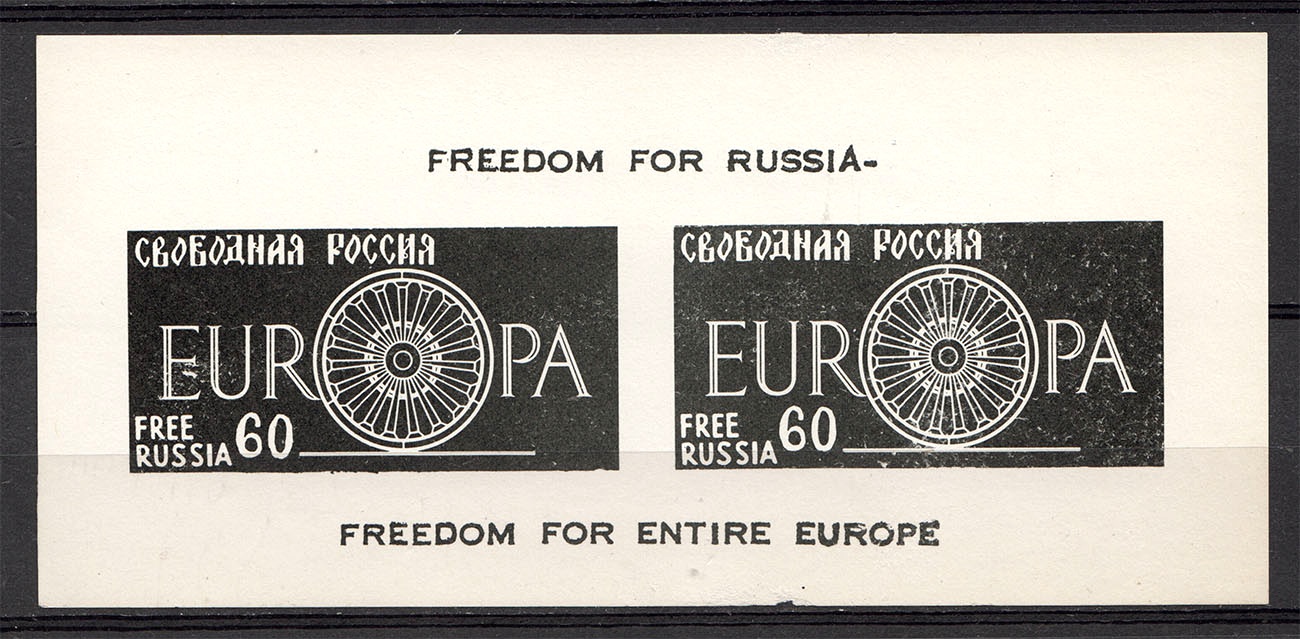 FREEDOM FOR RUSSIA-
СВОБОДНАЯ РОССИЯ
EUROPA
FREE
RUSSIA 60
СВОБОДНАЯ РОССИЯ
EUROPA
FREE
RUSSIA 60
FREEDOM FOR ENTIRE EUROPE